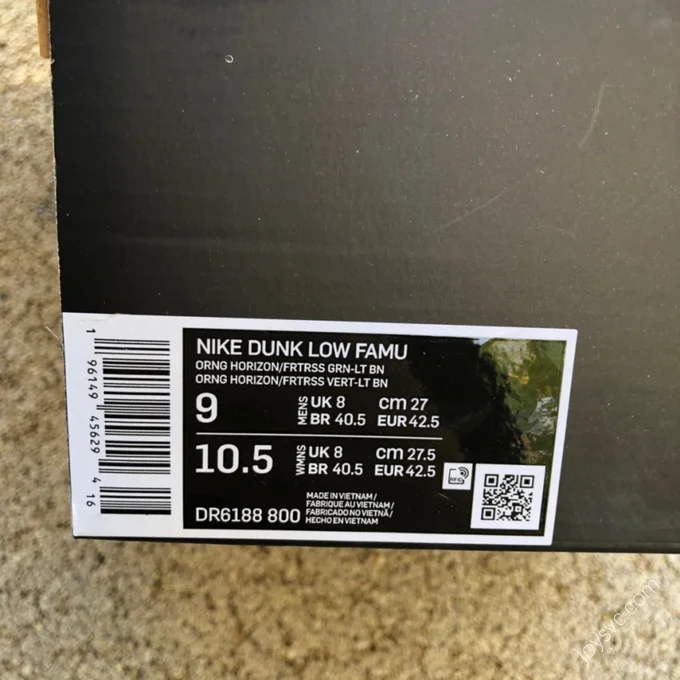 NIKE DUNK LOW FAMU
ORNG HORIZON/FRTRSS GRN-LT BN
ORNG HORIZON/FRTRSS VERT-LT BN
9 MENS UK 8 cm 27
BR 40.5 EUR 42.5
10.5 WMNS UK 8 cm 27.5
BR 40.5 EUR 42.5
RFID
DR6188 800
MADE IN VIETNAM/
FABRIQUE AU VIETNAM/
FABRICADO NO VIETNÃ/
HECHO EN VIETNAM
1 96149 45629 4 16
joysvc.com